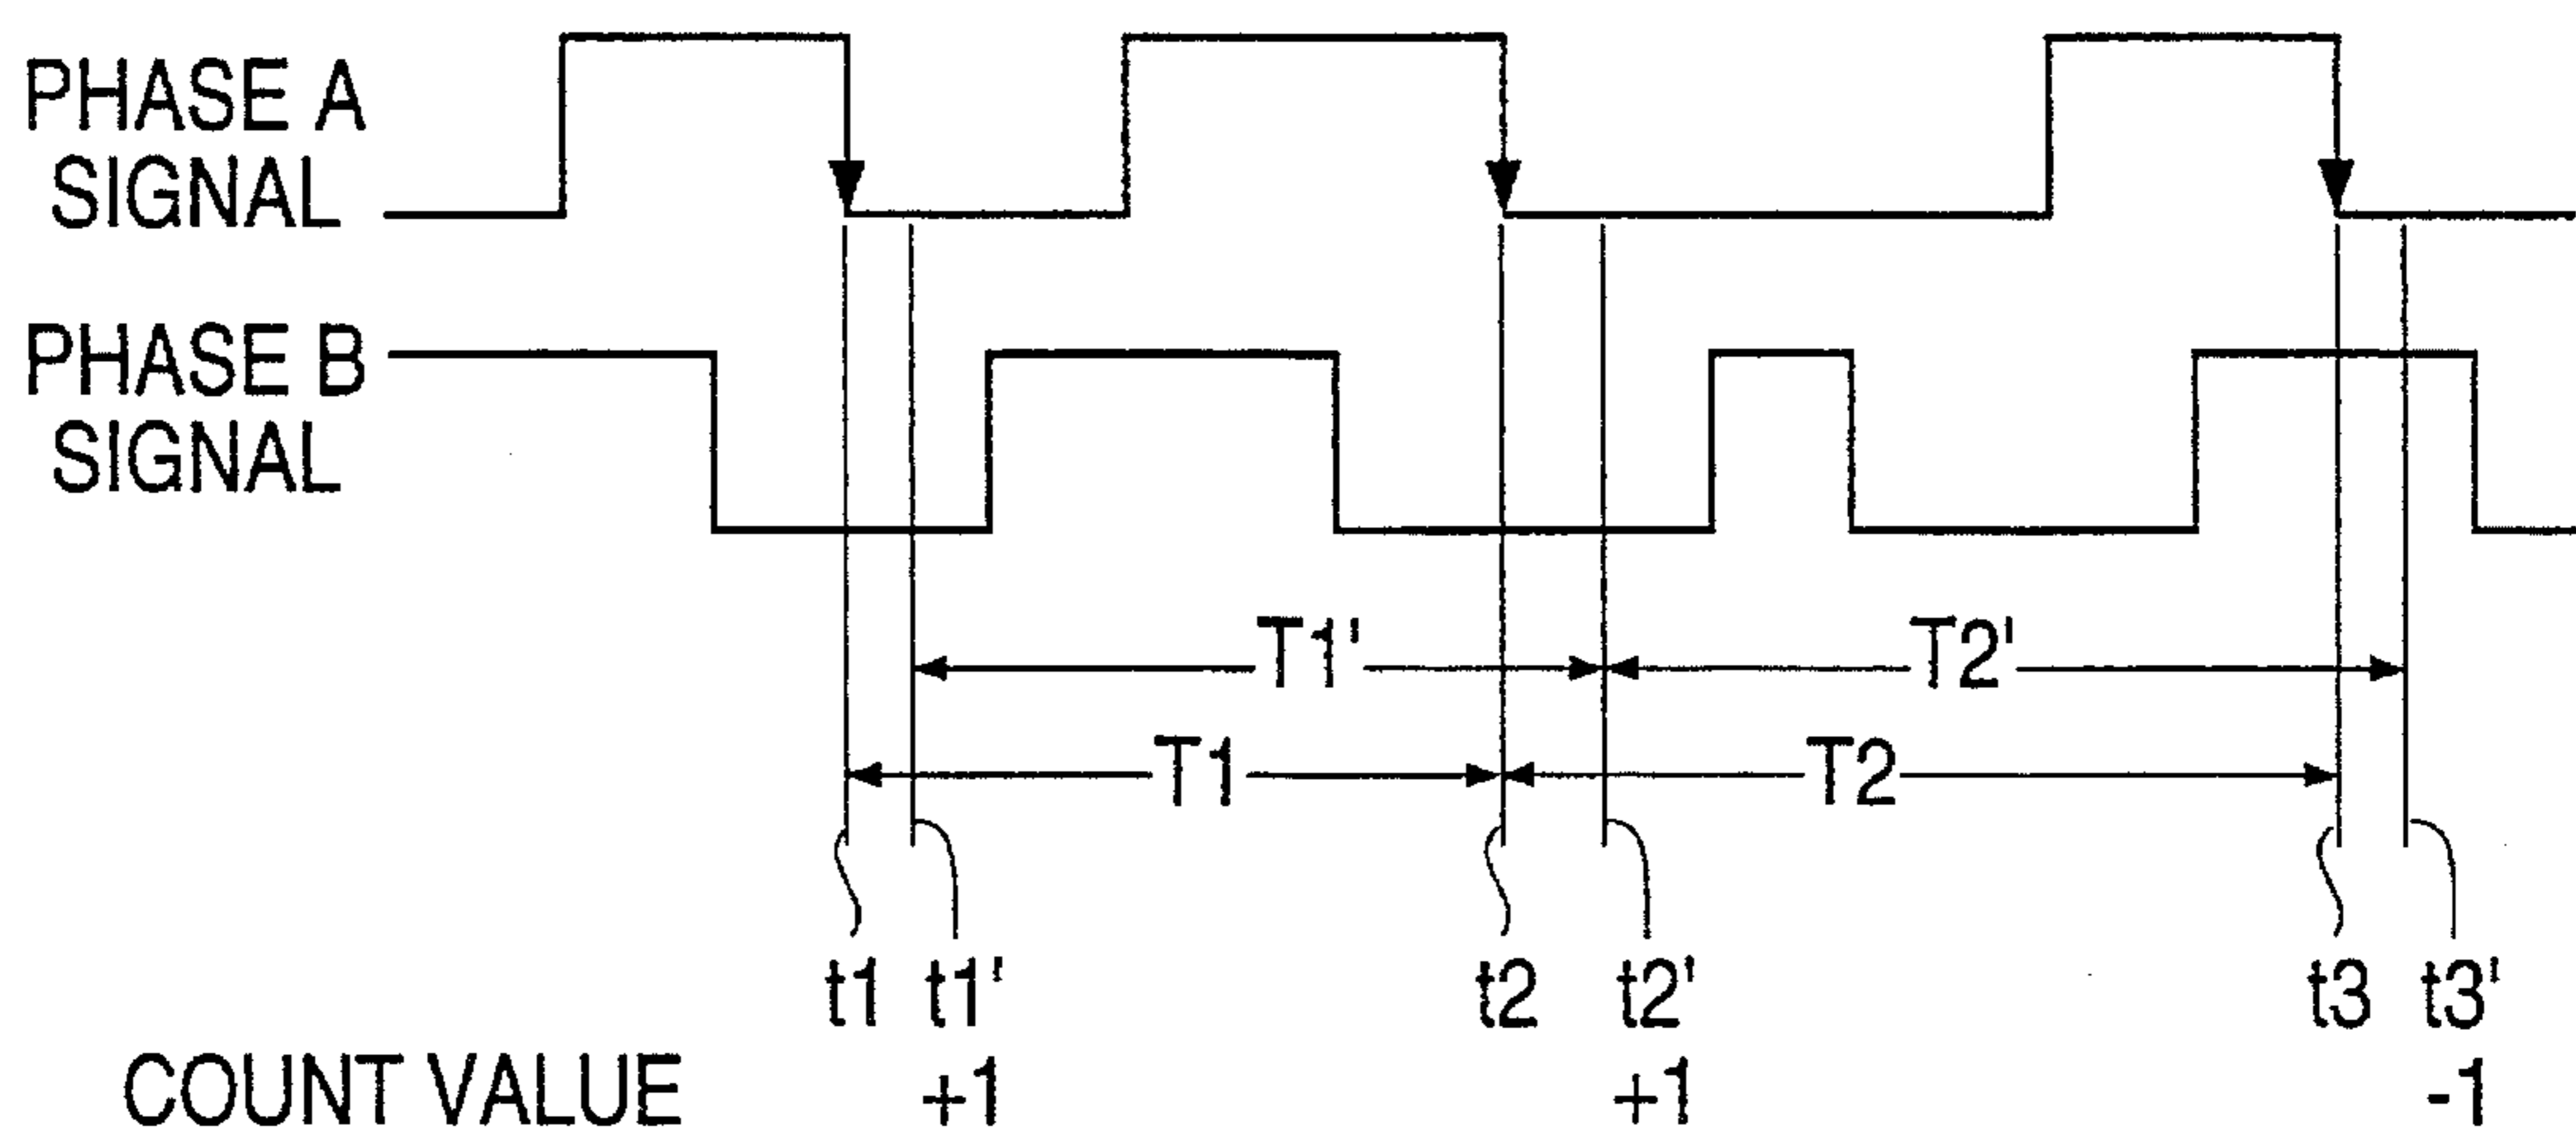 PHASE A
SIGNAL
PHASE B
SIGNAL
T1' T2'
T1 T2
t1 t1' t2 t2' t3 t3'
COUNT VALUE +1 +1 -1